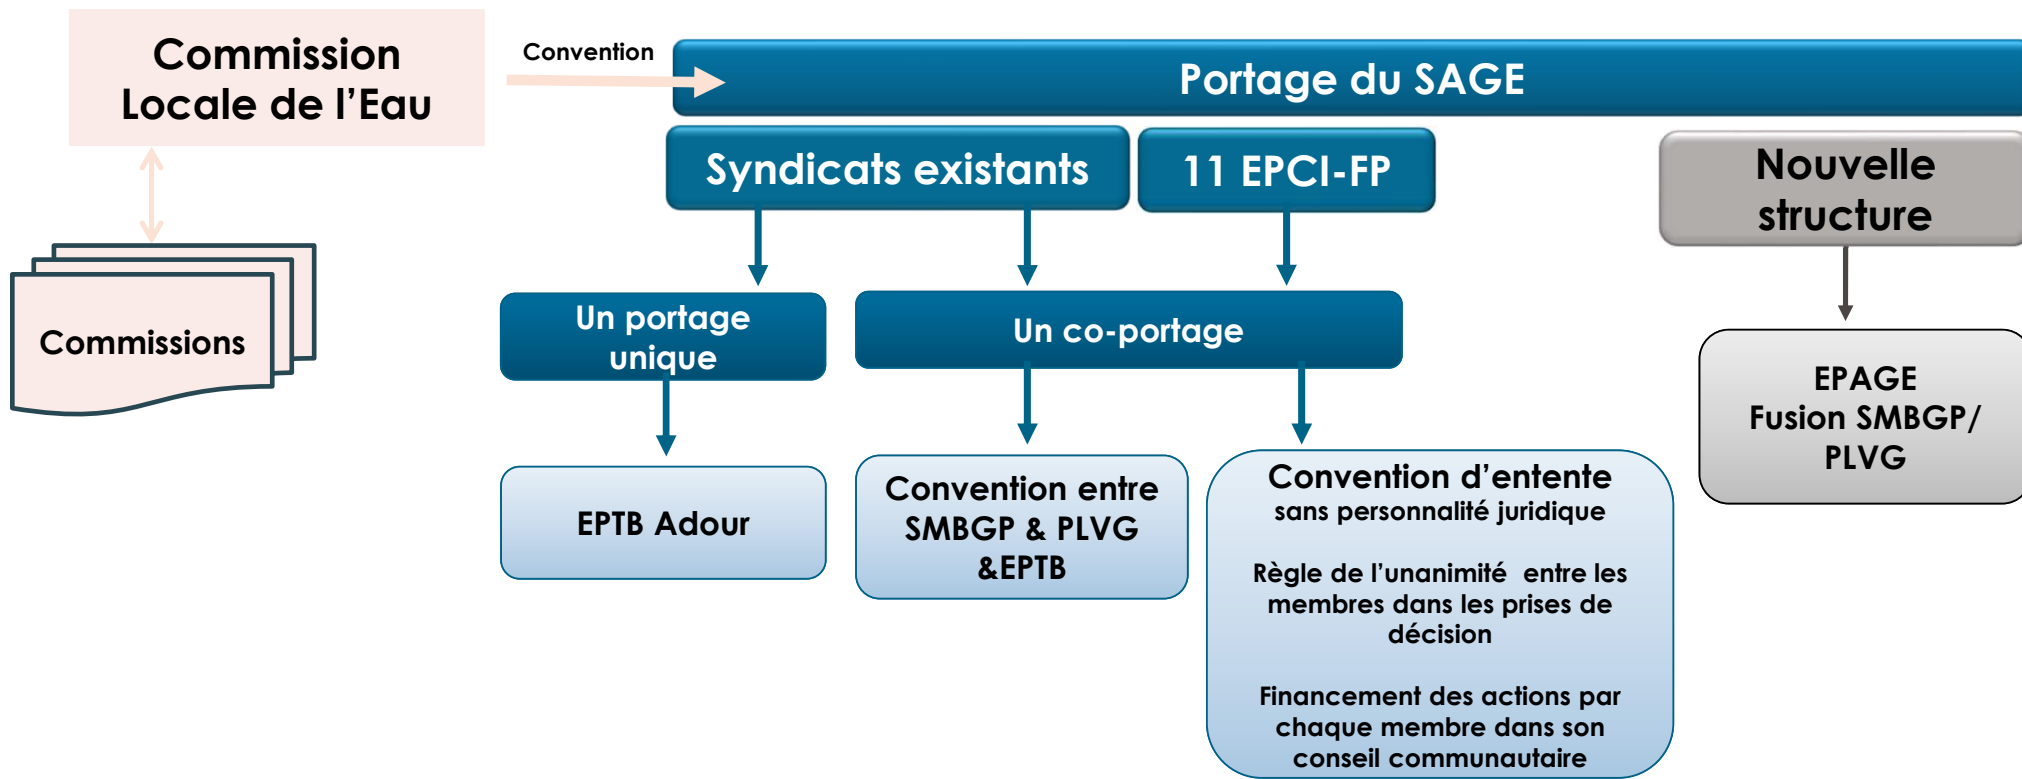 Commission
Locale de l’Eau
Convention
Portage du SAGE
Syndicats existants
11 EPCI-FP
Nouvelle
structure
Commissions
Un portage
unique
Un co-portage
EPTB Adour
Convention entre
SMBGP & PLVG
&EPTB
Convention d’entente
sans personnalité juridique
Règle de l’unanimité entre les
membres dans les prises de
décision
Financement des actions par
chaque membre dans son
conseil communautaire
EPAGE
Fusion SMBGP/
PLVG